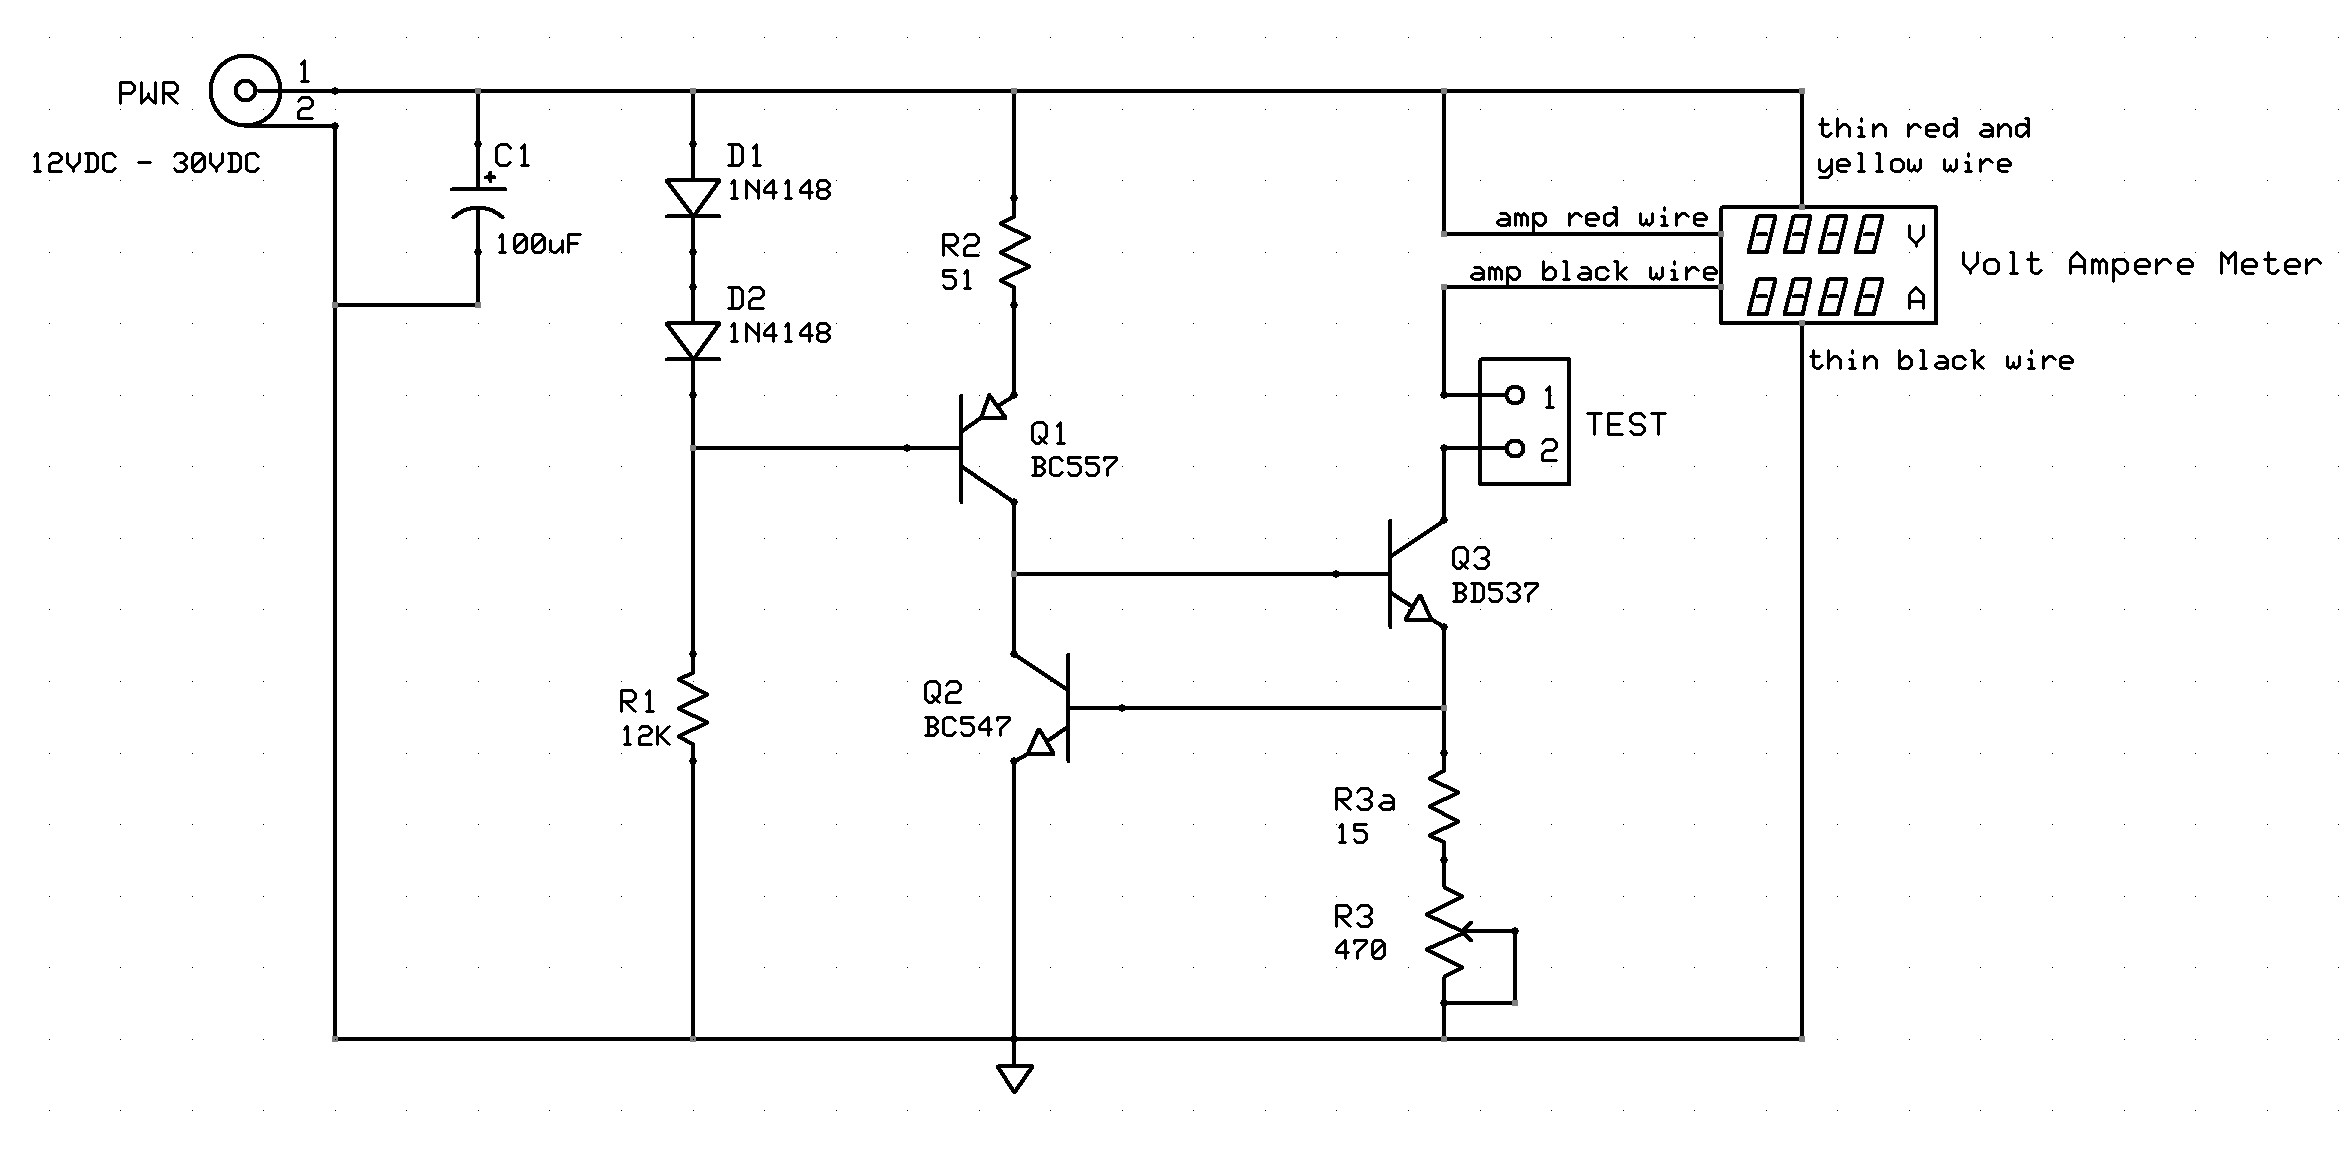 PWR
1
2
12VDC - 30VDC
C1
+
100uF
D1
1N4148
D2
1N4148
R2
51
Q1
BC557
R1
12K
Q2
BC547
amp red wire
amp black wire
thin red and
yellow wire
8888 V
8888 A
Volt Ampere Meter
thin black wire
1
2
TEST
Q3
BD537
R3a
15
R3
470